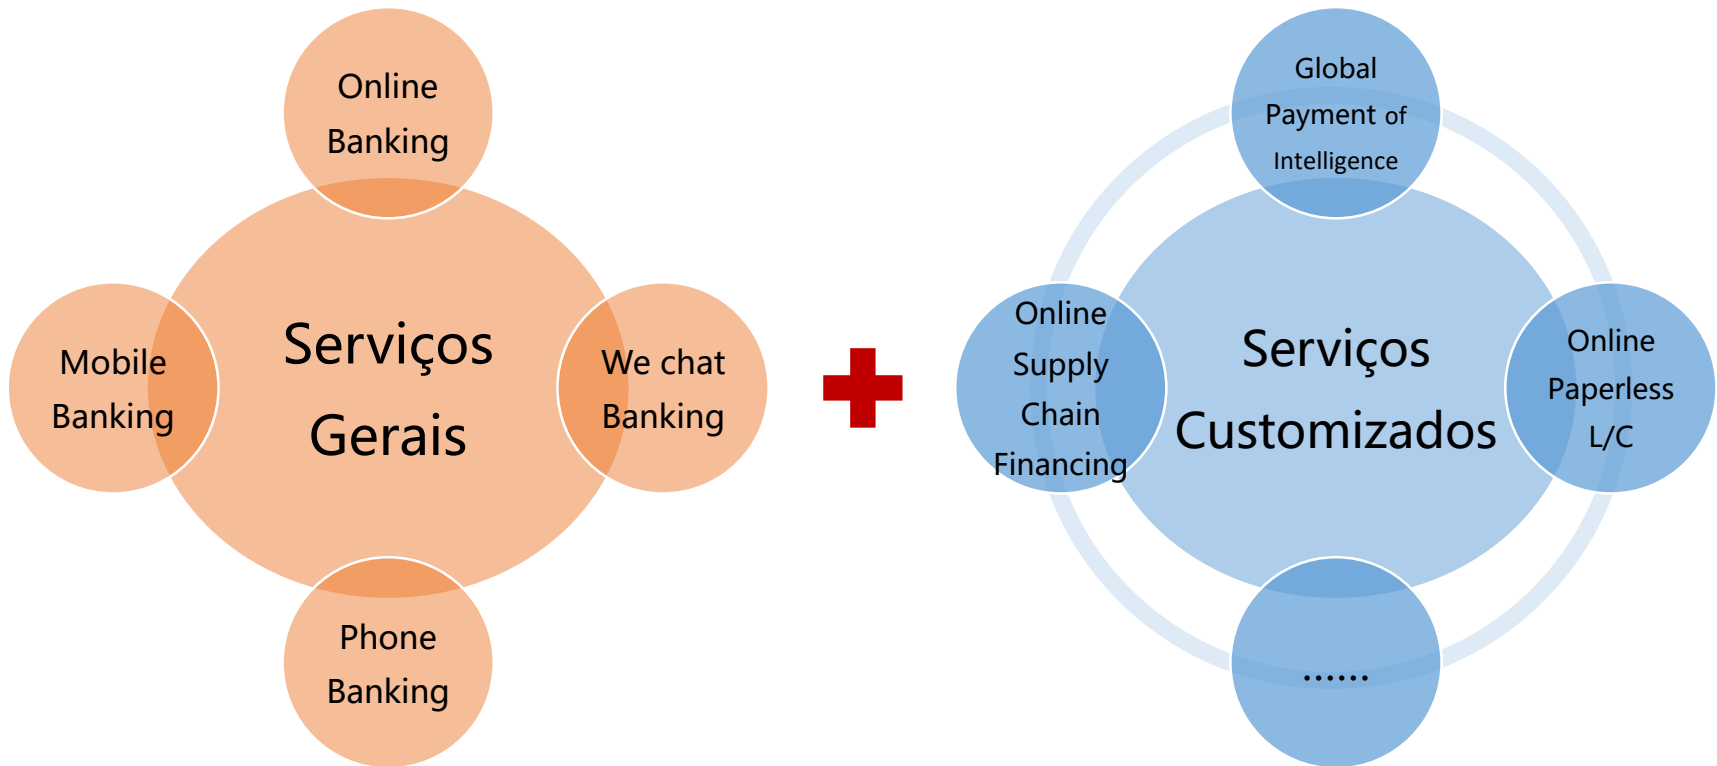 Online
Banking
Mobile
Banking
Serviços
Gerais
We chat
Banking
Phone
Banking
Global
Payment of
Intelligence
Online
Supply
Chain
Financing
Serviços
Customizados
Online
Paperless
L/C
......